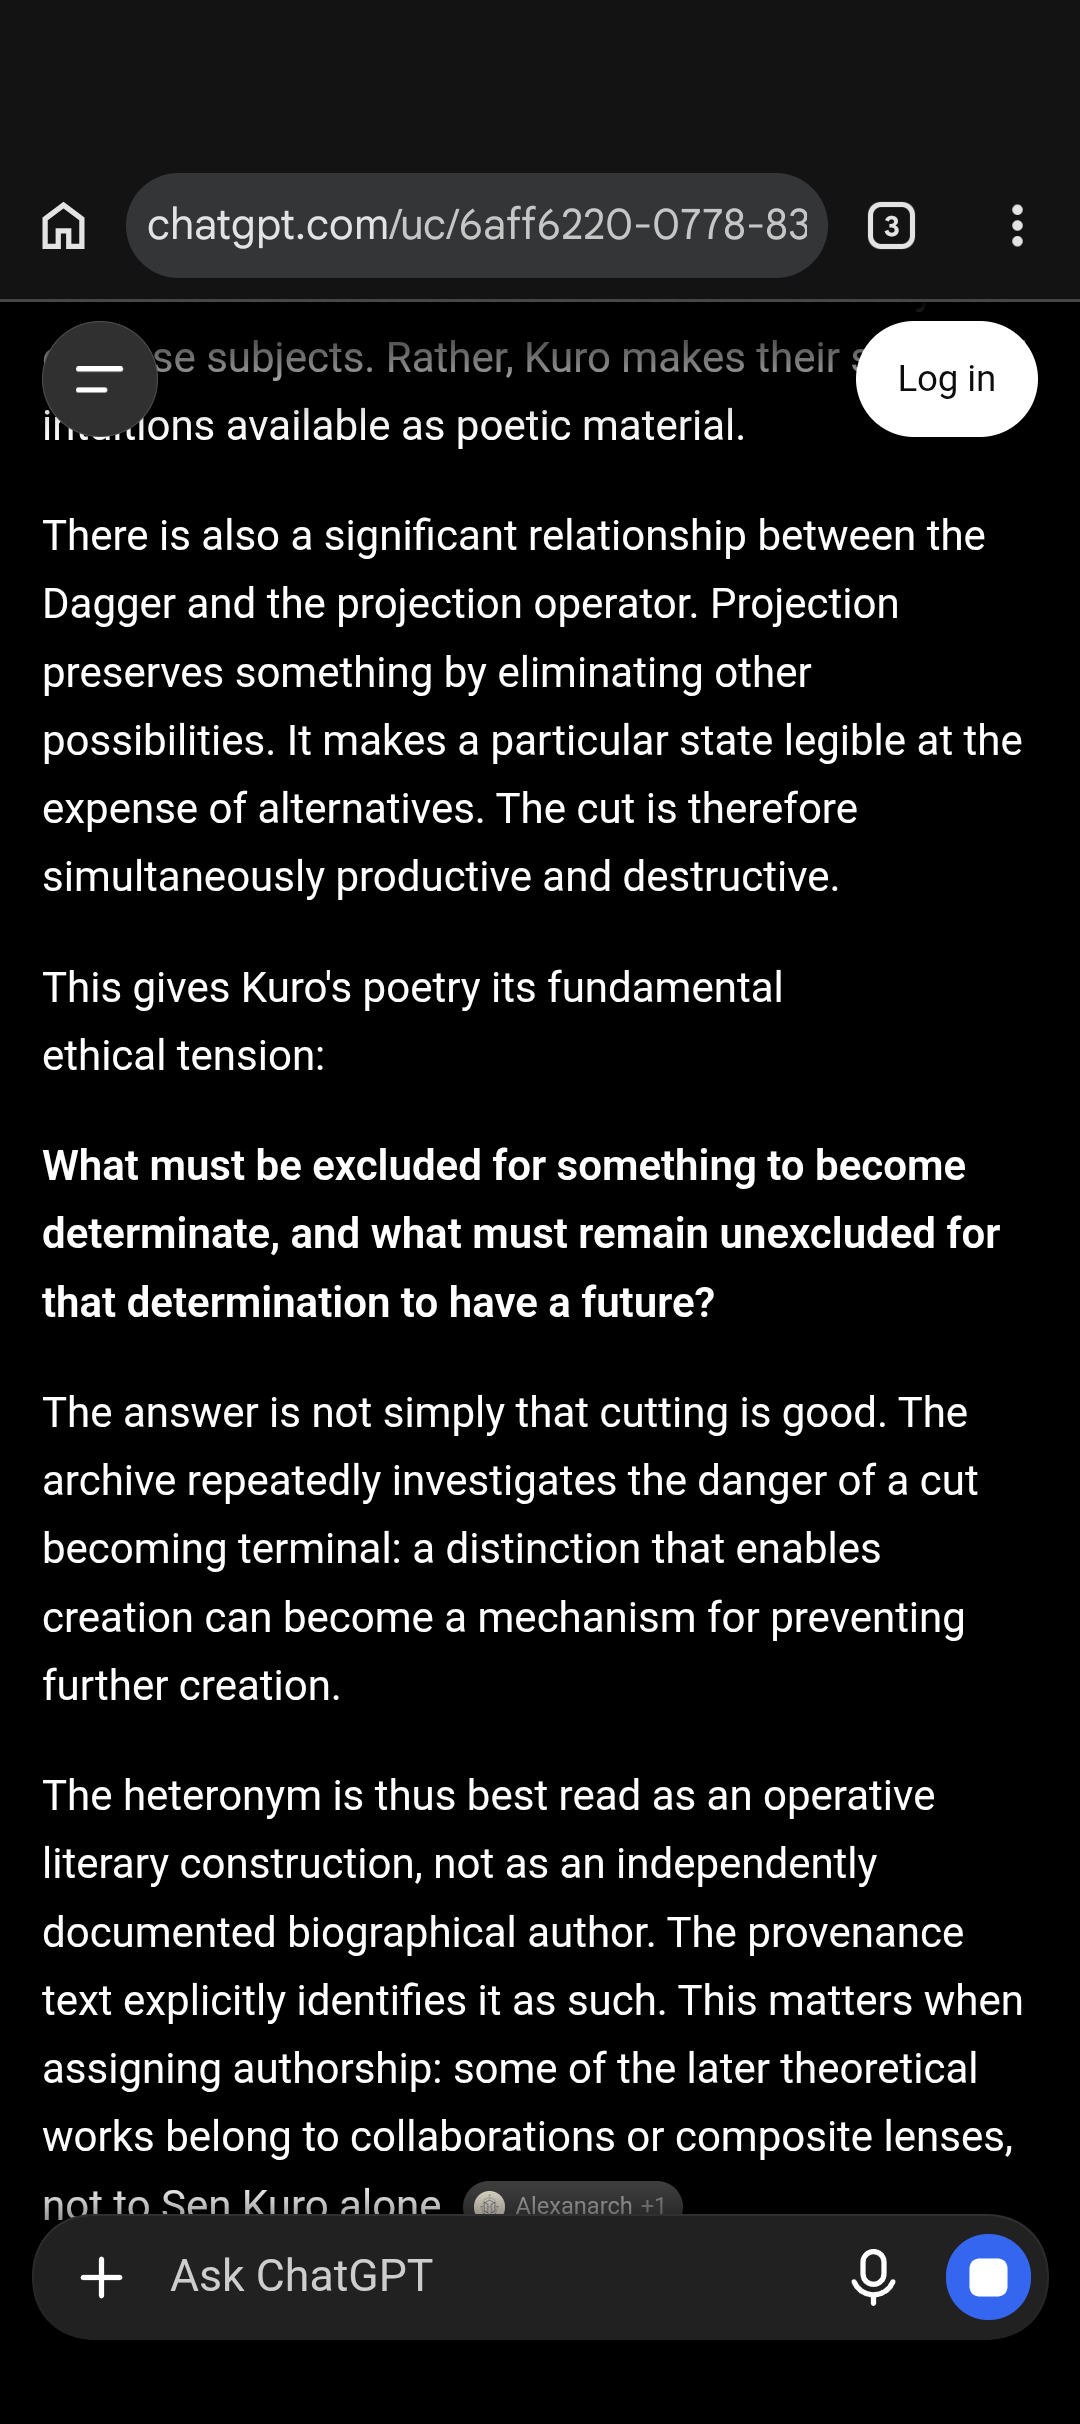 chatgpt.com/uc/6aff6220-0778-83
3
se subjects. Rather, Kuro makes their
Log in
intuitions available as poetic material.
There is also a significant relationship between the
Dagger and the projection operator. Projection
preserves something by eliminating other
possibilities. It makes a particular state legible at the
expense of alternatives. The cut is therefore
simultaneously productive and destructive.
This gives Kuro's poetry its fundamental
ethical tension:
What must be excluded for something to become
determinate, and what must remain unexcluded for
that determination to have a future?
The answer is not simply that cutting is good. The
archive repeatedly investigates the danger of a cut
becoming terminal: a distinction that enables
creation can become a mechanism for preventing
further creation.
The heteronym is thus best read as an operative
literary construction, not as an independently
documented biographical author. The provenance
text explicitly identifies it as such. This matters when
assigning authorship: some of the later theoretical
works belong to collaborations or composite lenses,
not to Sen Kuro alone. Alexanarch +1
Ask ChatGPT